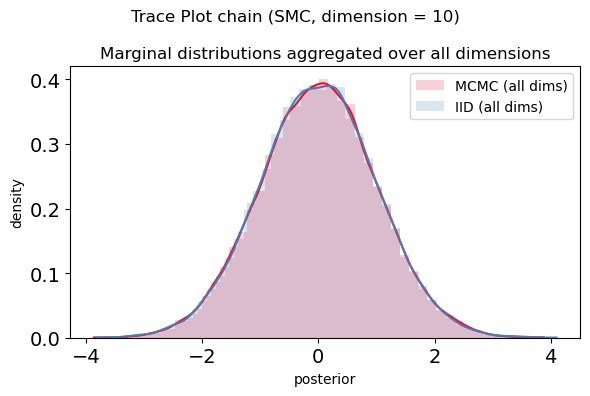 Trace Plot chain (SMC, dimension = 10)
Marginal distributions aggregated over all dimensions
MCMC (all dims)
IID (all dims)
density
0.4
0.3
0.2
0.1
0.0
−4
−2
0
2
4
posterior